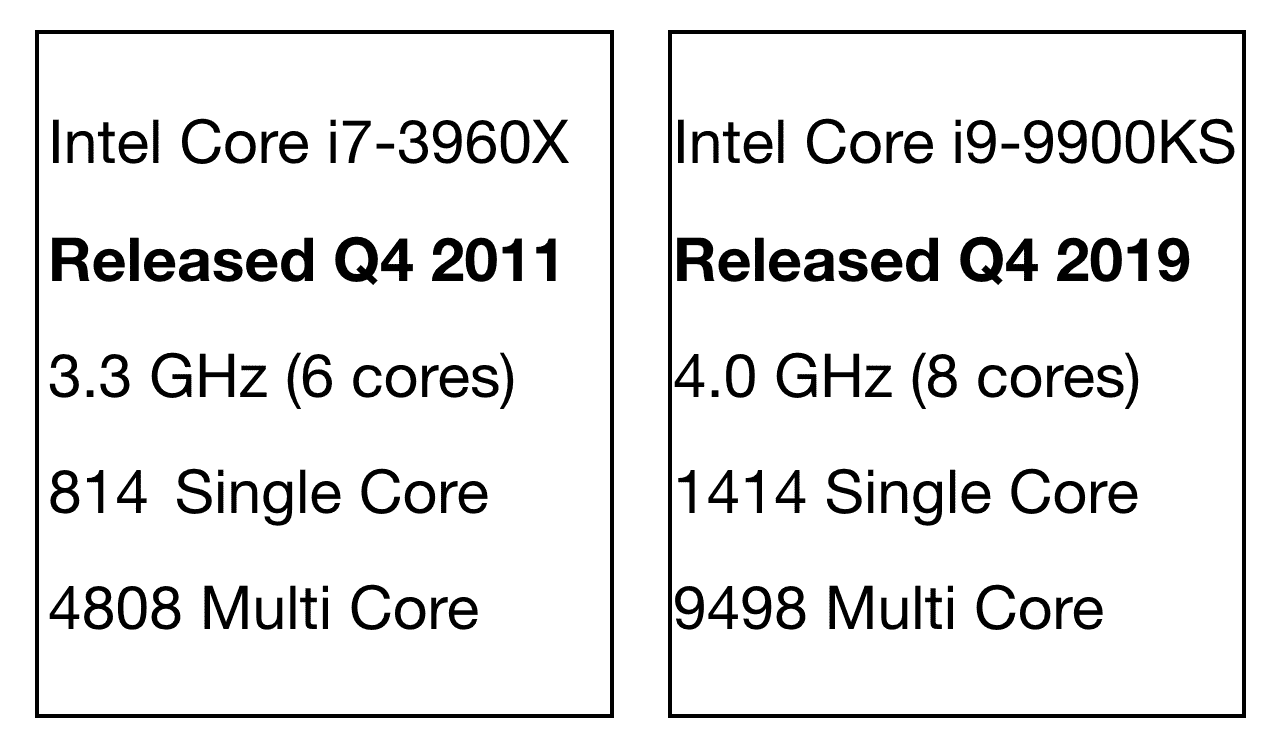 Intel Core i7-3960X
Released Q4 2011
3.3 GHz (6 cores)
814 Single Core
4808 Multi Core
Intel Core i9-9900KS
Released Q4 2019
4.0 GHz (8 cores)
1414 Single Core
9498 Multi Core